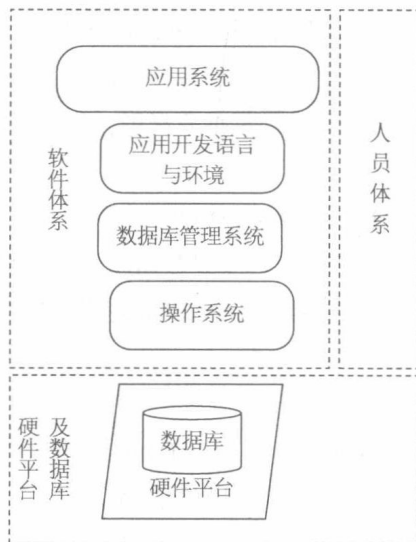 应用系统
应用开发语言
与环境
数据库管理系统
操作系统
软件体系
人员体系
数据库
硬件平台
硬件平台
及数据库